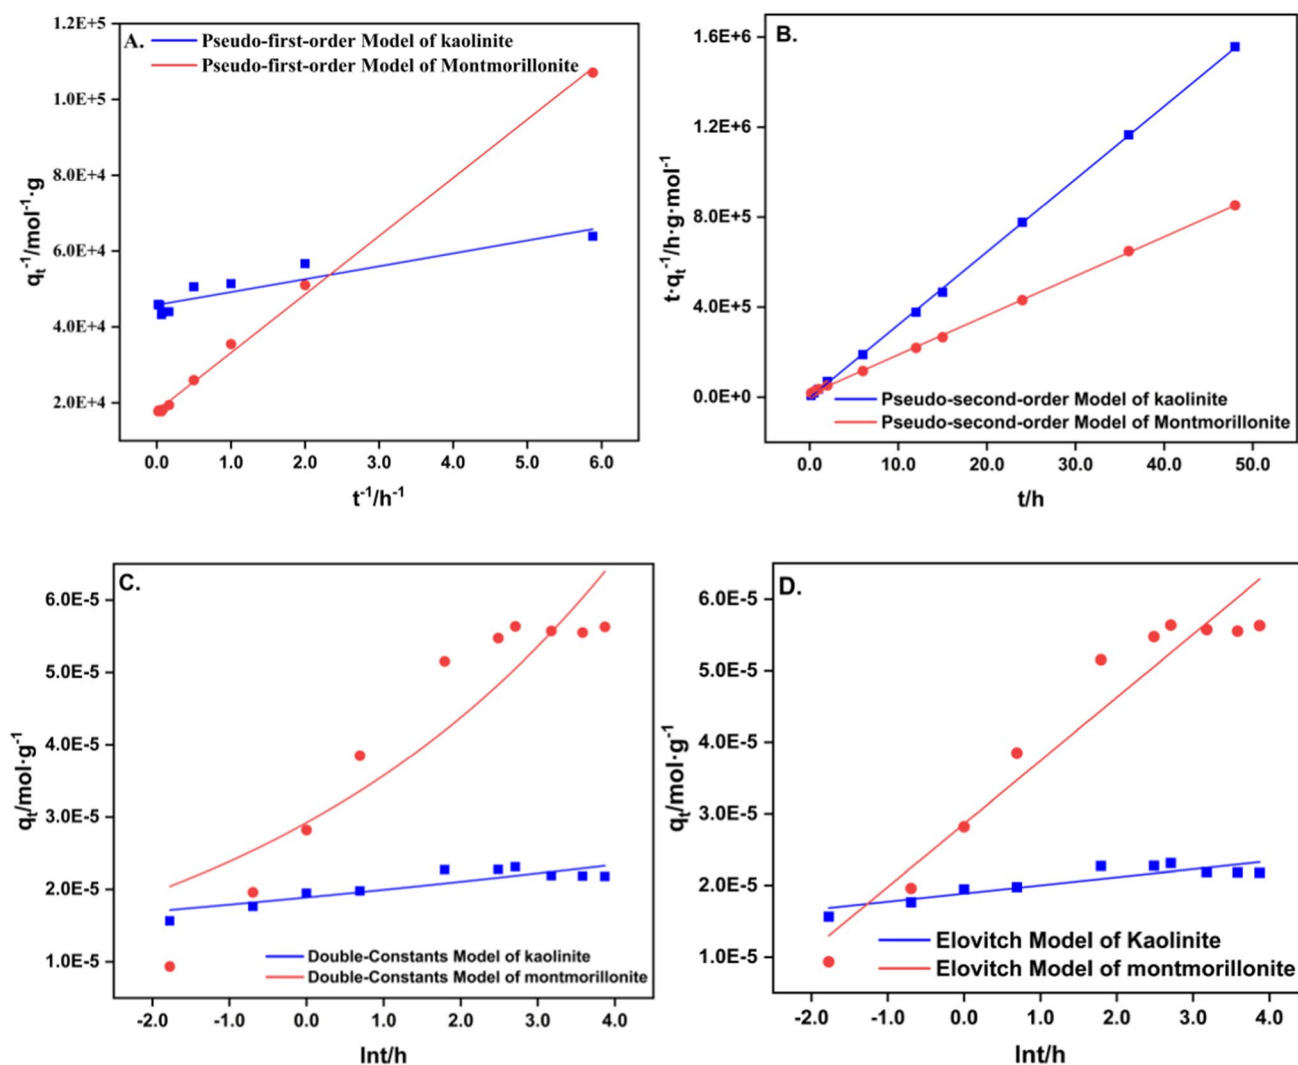 A.
Pseudo-first-order Model of kaolinite
Pseudo-first-order Model of Montmorillonite
1.2E+5
1.0E+5
8.0E+4
6.0E+4
4.0E+4
2.0E+4
qt⁻¹/mol⁻¹·g
0.0 1.0 2.0 3.0 4.0 5.0 6.0
t⁻¹/h⁻¹
B.
1.6E+6
1.2E+6
8.0E+5
4.0E+5
0.0E+0
t·qt⁻¹/h·g·mol⁻¹
Pseudo-second-order Model of kaolinite
Pseudo-second-order Model of Montmorillonite
0.0 10.0 20.0 30.0 40.0 50.0
t/h
C.
6.0E-5
5.0E-5
4.0E-5
3.0E-5
2.0E-5
1.0E-5
qt/mol·g⁻¹
Double-Constants Model of kaolinite
Double-Constants Model of montmorillonite
-2.0 -1.0 0.0 1.0 2.0 3.0 4.0
lnt/h
D.
6.0E-5
5.0E-5
4.0E-5
3.0E-5
2.0E-5
1.0E-5
qt/mol·g⁻¹
Elovitch Model of Kaolinite
Elovitch Model of montmorillonite
-2.0 -1.0 0.0 1.0 2.0 3.0 4.0
lnt/h